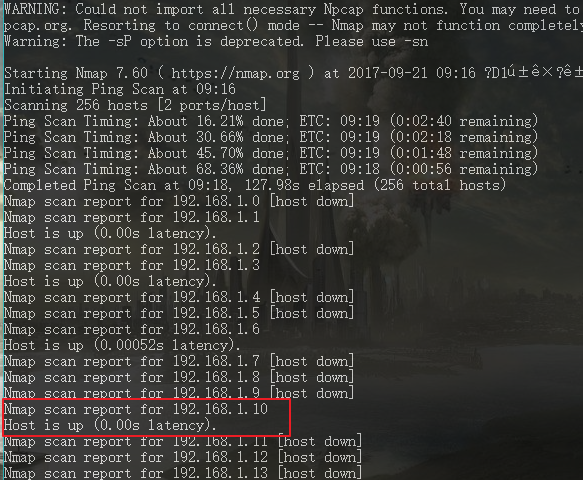 WARNING: Could not import all necessary Npcap functions. You may need to
pcap.org. Resorting to connect() mode -- Nmap may not function completely
Warning: The -sP option is deprecated. Please use -sn
Starting Nmap 7.60 ( https://nmap.org ) at 2017-09-21 09:16 ?D1ú±ê×?ê±
Initiating Ping Scan at 09:16
Scanning 256 hosts [2 ports/host]
Ping Scan Timing: About 16.21% done; ETC: 09:19 (0:02:40 remaining)
Ping Scan Timing: About 30.66% done; ETC: 09:19 (0:02:18 remaining)
Ping Scan Timing: About 45.70% done; ETC: 09:19 (0:01:48 remaining)
Ping Scan Timing: About 68.36% done; ETC: 09:18 (0:00:56 remaining)
Completed Ping Scan at 09:18, 127.98s elapsed (256 total hosts)
Nmap scan report for 192.168.1.0 [host down]
Nmap scan report for 192.168.1.1
Host is up (0.00s latency).
Nmap scan report for 192.168.1.2 [host down]
Nmap scan report for 192.168.1.3
Host is up (0.00s latency).
Nmap scan report for 192.168.1.4 [host down]
Nmap scan report for 192.168.1.5 [host down]
Nmap scan report for 192.168.1.6
Host is up (0.00052s latency).
Nmap scan report for 192.168.1.7 [host down]
Nmap scan report for 192.168.1.8 [host down]
Nmap scan report for 192.168.1.9 [host down]
Nmap scan report for 192.168.1.10
Host is up (0.00s latency).
Nmap scan report for 192.168.1.11 [host down]
Nmap scan report for 192.168.1.12 [host down]
Nmap scan report for 192.168.1.13 [host down]